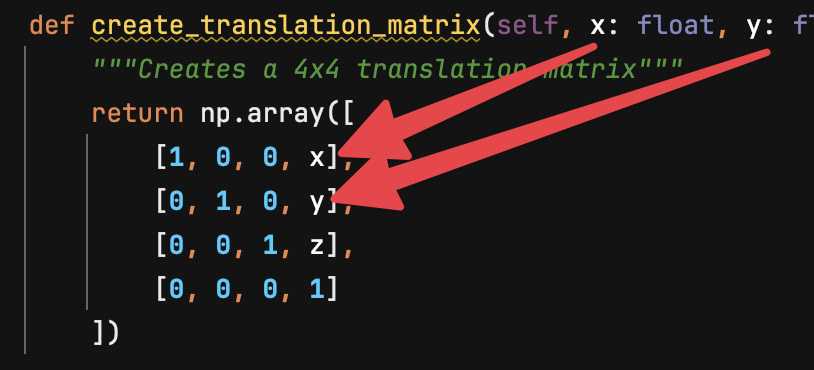 def create_translation_matrix(self, x: float, y: fl
"""Creates a 4x4 translation matrix"""
return np.array([
[1, 0, 0, x],
[0, 1, 0, y],
[0, 0, 1, z],
[0, 0, 0, 1]
])